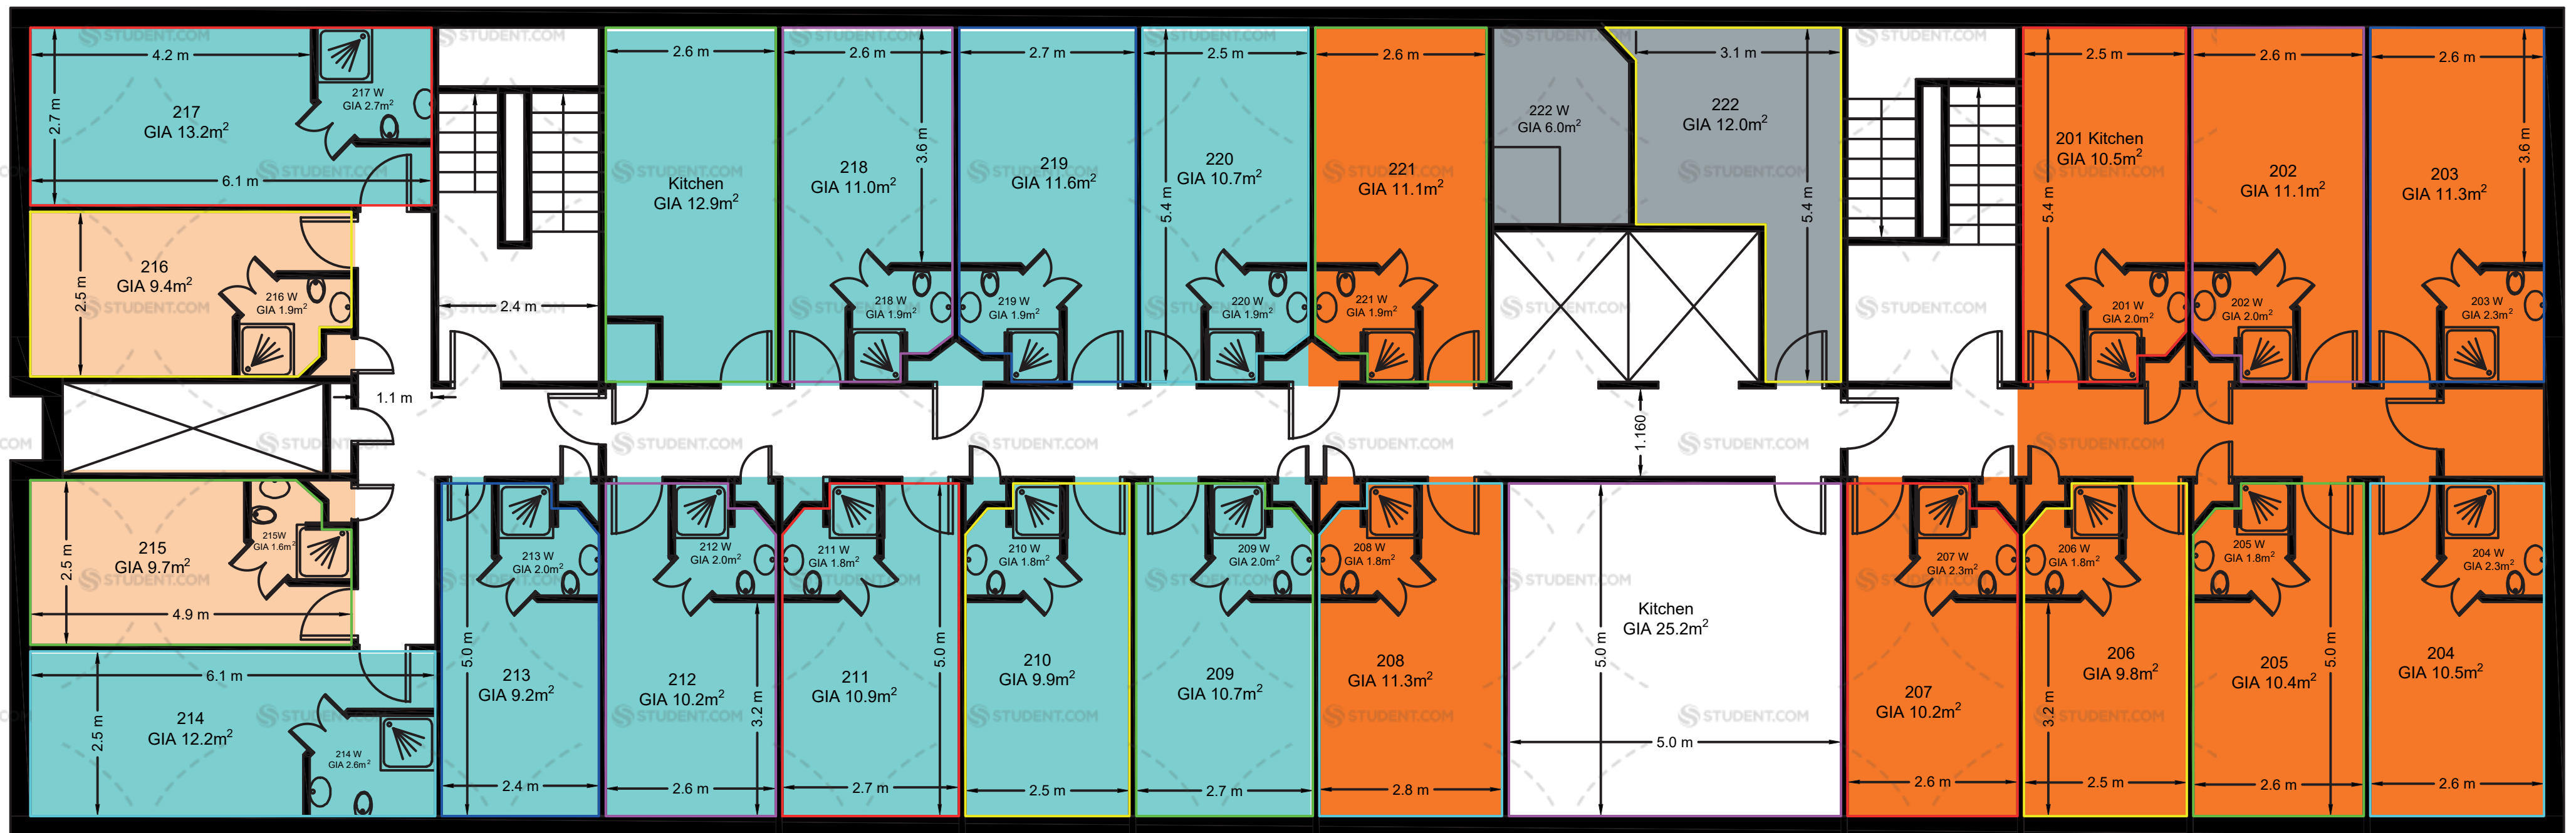 4.2 m
2.7 m
217
GIA 13.2m²
217 W
GIA 2.7m²
6.1 m
2.6 m
Kitchen
GIA 12.9m²
2.6 m
3.6 m
218
GIA 11.0m²
218 W
GIA 1.9m²
2.7 m
219
GIA 11.6m²
219 W
GIA 1.9m²
2.5 m
220
GIA 10.7m²
5.4 m
220 W
GIA 1.9m²
2.6 m
221
GIA 11.1m²
221 W
GIA 1.9m²
222 W
GIA 6.0m²
3.1 m
222
GIA 12.0m²
5.4 m
2.5 m
201 Kitchen
GIA 10.5m²
5.4 m
201 W
GIA 2.0m²
2.6 m
202
GIA 11.1m²
202 W
GIA 2.0m²
2.6 m
3.6 m
203
GIA 11.3m²
203 W
GIA 2.3m²
216
GIA 9.4m²
2.5 m
216 W
GIA 1.9m²
2.4 m
1.1 m
1.160
215
GIA 9.7m²
2.5 m
215W
GIA 1.6m²
4.9 m
6.1 m
214
GIA 12.2m²
2.5 m
214 W
GIA 2.6m²
5.0 m
213 W
GIA 2.0m²
213
GIA 9.2m²
2.4 m
212 W
GIA 2.0m²
212
GIA 10.2m²
3.2 m
2.6 m
211 W
GIA 1.8m²
211
GIA 10.9m²
5.0 m
2.7 m
210 W
GIA 1.8m²
210
GIA 9.9m²
2.5 m
209 W
GIA 2.0m²
209
GIA 10.7m²
2.7 m
208 W
GIA 1.8m²
208
GIA 11.3m²
2.8 m
Kitchen
GIA 25.2m²
5.0 m
5.0 m
207 W
GIA 2.3m²
207
GIA 10.2m²
2.6 m
206 W
GIA 1.8m²
206
GIA 9.8m²
3.2 m
2.5 m
205 W
GIA 1.8m²
205
GIA 10.4m²
5.0 m
2.6 m
204 W
GIA 2.3m²
204
GIA 10.5m²
2.6 m
STUDENT.COM